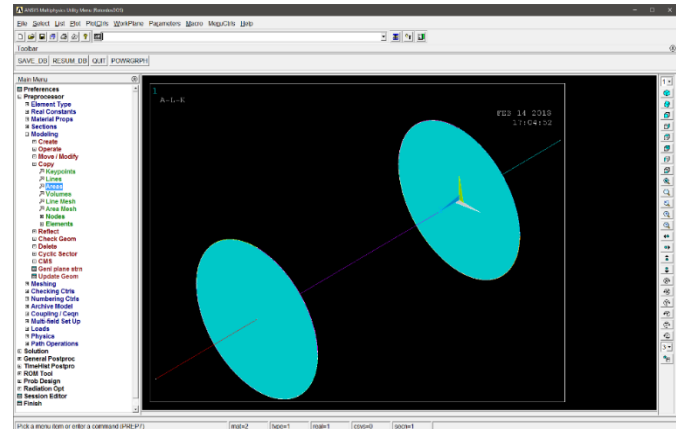 ANSYS Multiphysics Utility Menu
File Select List Plot PlotCtrls WorkPlane Parameters Macro MenuCtrls Help
Toolbar
SAVE_DB RESUM_DB QUIT POWRGRPH
Main Menu
Preferences
Preprocessor
Element Type
Real Constants
Material Props
Sections
Modeling
Create
Operate
Move / Modify
Copy
Keypoints
Lines
Areas
Volumes
Line Mesh
Area Mesh
Nodes
Elements
Reflect
Check Geom
Delete
Cyclic Sector
CMS
Genl plane strn
Update Geom
Meshing
Checking Ctrls
Numbering Ctrls
Archive Model
Coupling / Ceqn
Multi-field Set Up
Loads
Physics
Path Operations
Solution
General Postproc
TimeHist Postpro
ROM Tool
Prob Design
Radiation Opt
Session Editor
Finish
1
A-L-K
FEB 14 2018
17:04:52
1
3
Pick a menu item or enter a command (PREP7)
mat=2
type=1
real=1
csys=0
secn=1